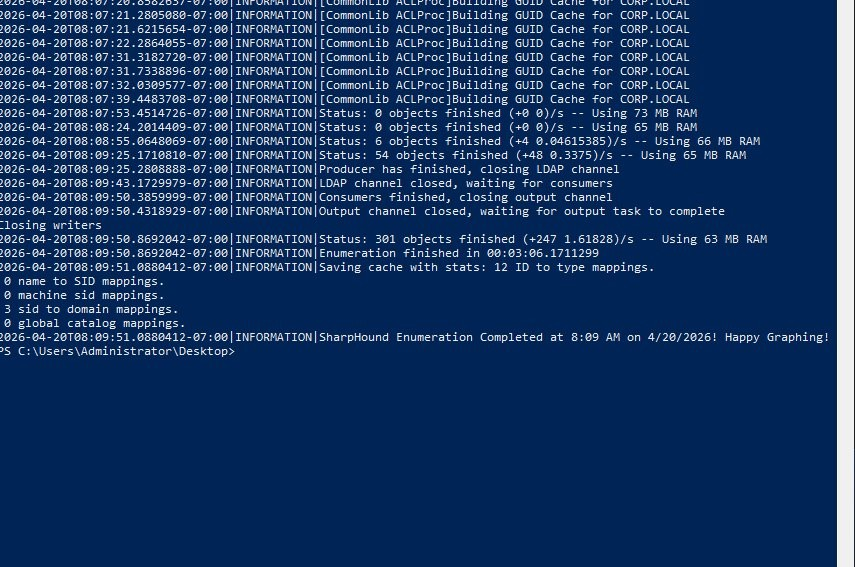 2026-04-20T08:07:20.8582637-07:00|INFORMATION|[CommonLib ACLProc]Building GUID Cache for CORP.LOCAL
2026-04-20T08:07:21.2805080-07:00|INFORMATION|[CommonLib ACLProc]Building GUID Cache for CORP.LOCAL
2026-04-20T08:07:21.6215654-07:00|INFORMATION|[CommonLib ACLProc]Building GUID Cache for CORP.LOCAL
2026-04-20T08:07:22.2864055-07:00|INFORMATION|[CommonLib ACLProc]Building GUID Cache for CORP.LOCAL
2026-04-20T08:07:31.3182720-07:00|INFORMATION|[CommonLib ACLProc]Building GUID Cache for CORP.LOCAL
2026-04-20T08:07:31.7338896-07:00|INFORMATION|[CommonLib ACLProc]Building GUID Cache for CORP.LOCAL
2026-04-20T08:07:32.0309577-07:00|INFORMATION|[CommonLib ACLProc]Building GUID Cache for CORP.LOCAL
2026-04-20T08:07:39.4483708-07:00|INFORMATION|[CommonLib ACLProc]Building GUID Cache for CORP.LOCAL
2026-04-20T08:07:53.4514726-07:00|INFORMATION|Status: 0 objects finished (+0 0)/s -- Using 73 MB RAM
2026-04-20T08:08:24.2014409-07:00|INFORMATION|Status: 0 objects finished (+0 0)/s -- Using 65 MB RAM
2026-04-20T08:08:55.0648069-07:00|INFORMATION|Status: 6 objects finished (+4 0.04615385)/s -- Using 66 MB RAM
2026-04-20T08:09:25.1710810-07:00|INFORMATION|Status: 54 objects finished (+48 0.3375)/s -- Using 65 MB RAM
2026-04-20T08:09:25.2808888-07:00|INFORMATION|Producer has finished, closing LDAP channel
2026-04-20T08:09:43.1729979-07:00|INFORMATION|LDAP channel closed, waiting for consumers
2026-04-20T08:09:50.3859999-07:00|INFORMATION|Consumers finished, closing output channel
2026-04-20T08:09:50.4318929-07:00|INFORMATION|Output channel closed, waiting for output task to complete
Closing writers
2026-04-20T08:09:50.8692042-07:00|INFORMATION|Status: 301 objects finished (+247 1.61828)/s -- Using 63 MB RAM
2026-04-20T08:09:50.8692042-07:00|INFORMATION|Enumeration finished in 00:03:06.1711299
2026-04-20T08:09:51.0880412-07:00|INFORMATION|Saving cache with stats: 12 ID to type mappings.
0 name to SID mappings.
0 machine sid mappings.
3 sid to domain mappings.
0 global catalog mappings.
2026-04-20T08:09:51.0880412-07:00|INFORMATION|SharpHound Enumeration Completed at 8:09 AM on 4/20/2026! Happy Graphing!
PS C:\Users\Administrator\Desktop>